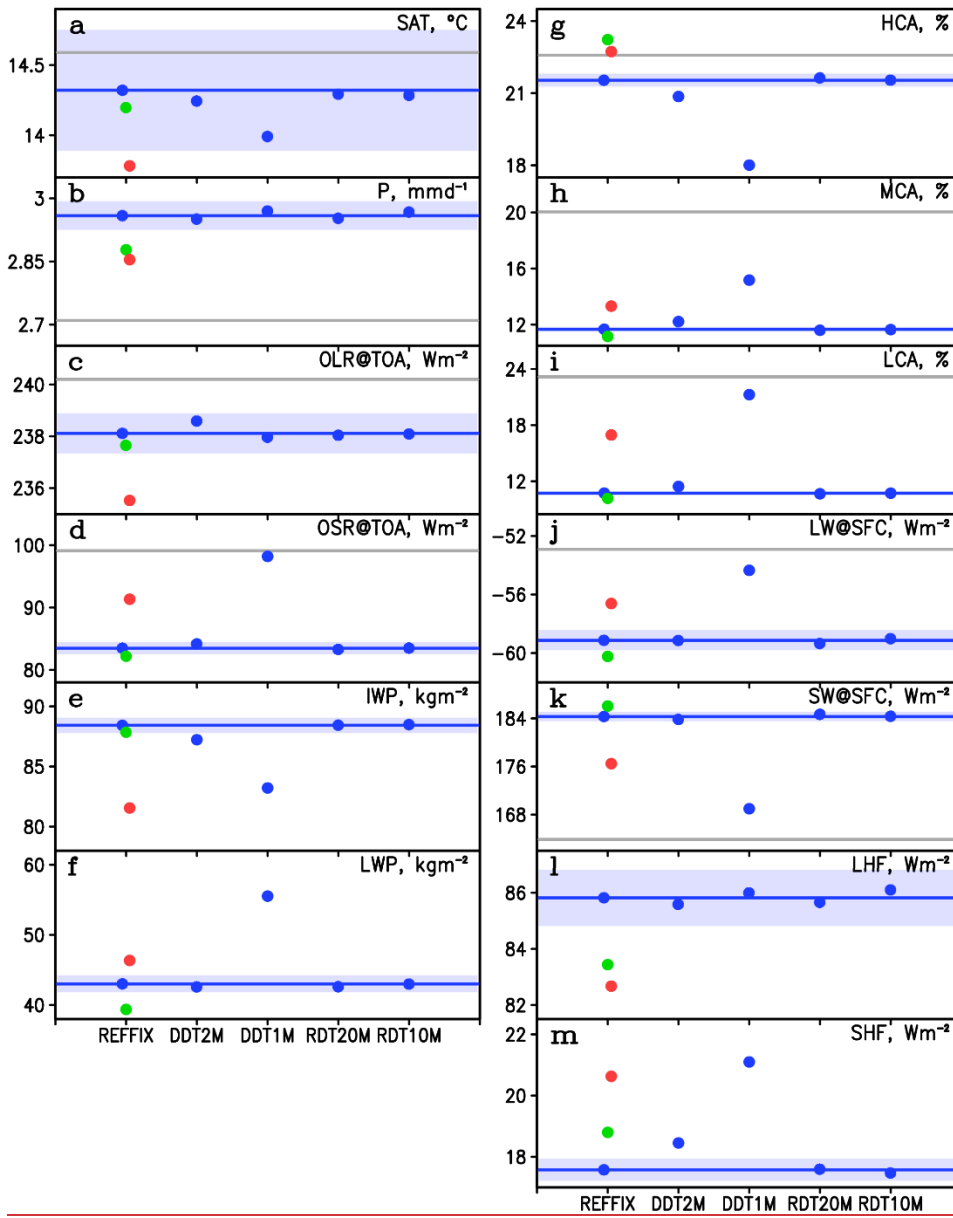 a SAT, °C
14.5
14
b P, mmd⁻¹
3
2.85
2.7
c OLR@TOA, Wm⁻²
240
238
236
d OSR@TOA, Wm⁻²
100
90
80
e IWP, kgm⁻²
90
85
80
f LWP, kgm⁻²
60
50
40
REFFIX DDT2M DDT1M RDT20M RDT10M
g HCA, %
24
21
18
h MCA, %
20
16
12
i LCA, %
24
18
12
j LW@SFC, Wm⁻²
-52
-56
-60
k SW@SFC, Wm⁻²
184
176
168
l LHF, Wm⁻²
86
84
82
m SHF, Wm⁻²
22
20
18
REFFIX DDT2M DDT1M RDT20M RDT10M